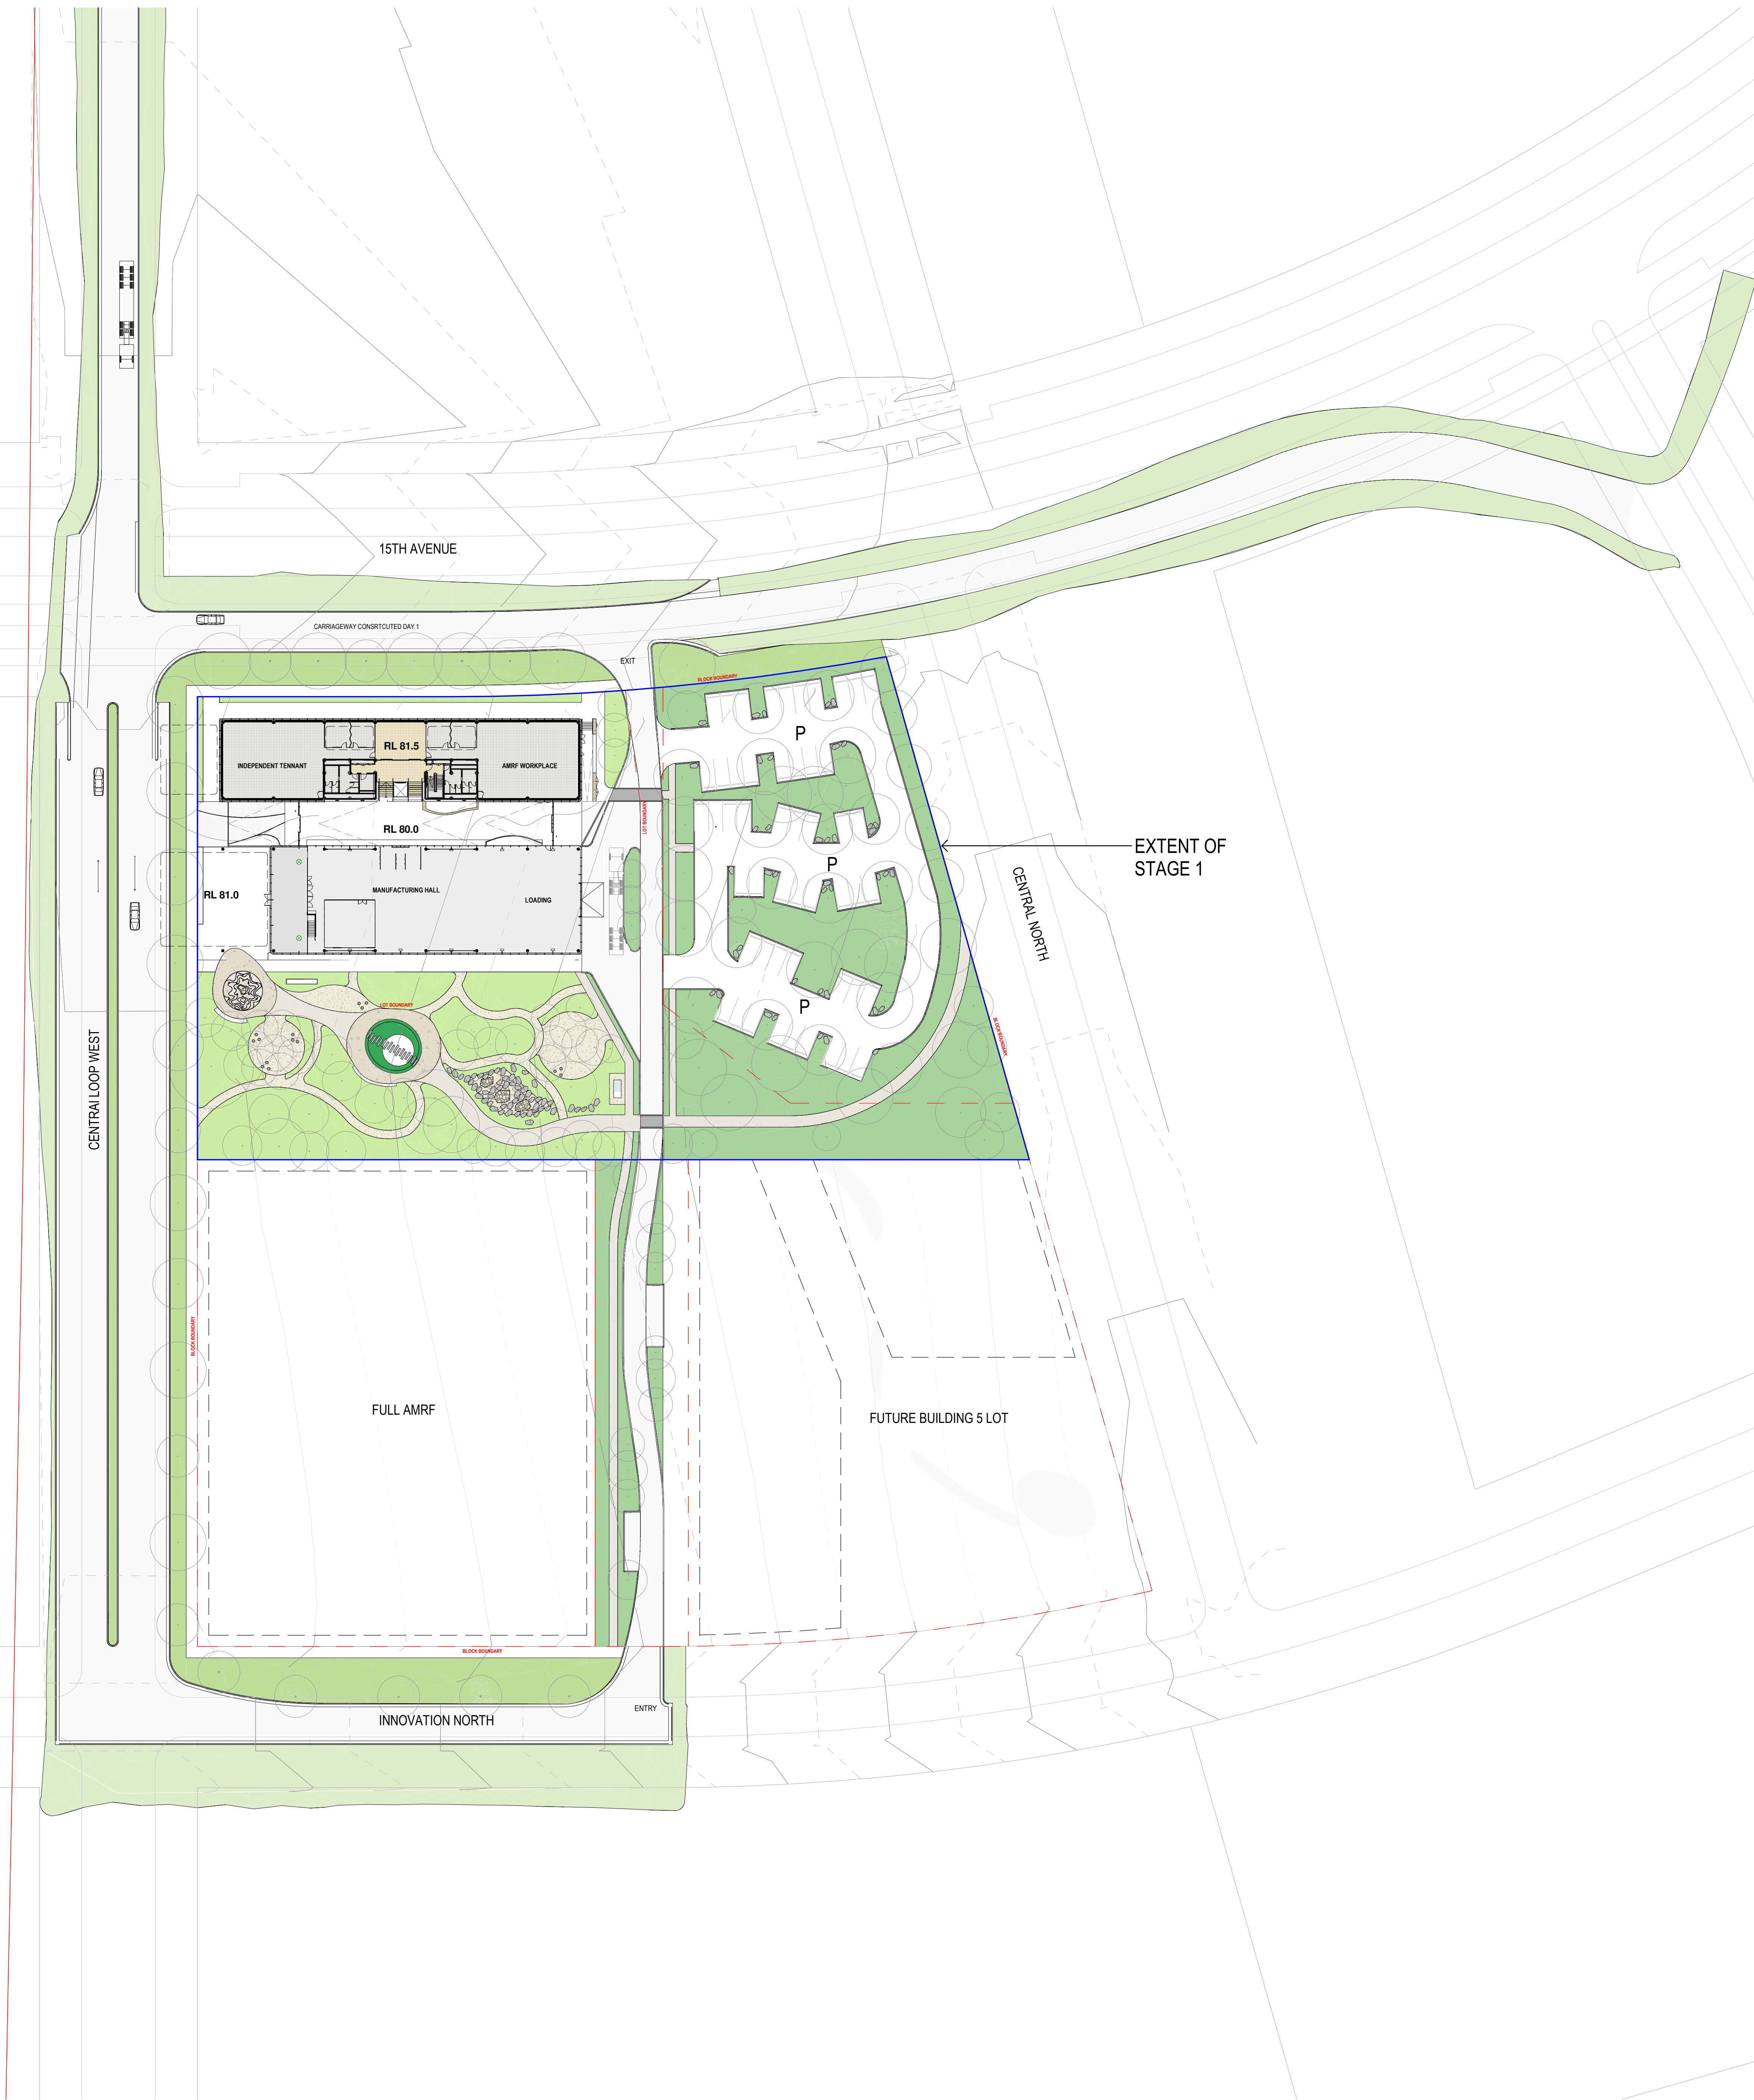 15TH AVENUE
CARRIAGEWAY CONSRTCUTED DAY 1
EXIT
BLOCK BOUNDARY
P
RL 81.5
INDEPENDENT TENNANT
AMRF WORKPLACE
LOT BOUNDARY
RL 80.0
EXTENT OF
STAGE 1
P
MANUFACTURING HALL
RL 81.0
LOADING
CENTRAL NORTH
LOT BOUNDARY
P
BLOCK BOUNDARY
CENTRAL LOOP WEST
BLOCK BOUNDARY
FULL AMRF
FUTURE BUILDING 5 LOT
BLOCK BOUNDARY
ENTRY
INNOVATION NORTH